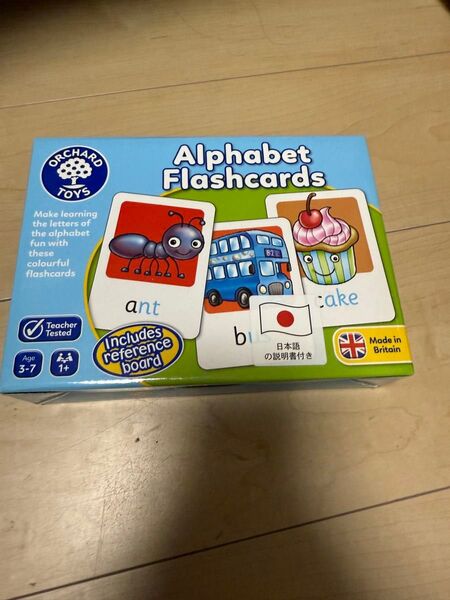 ORCHARD
TOYS
Alphabet
Flashcards
Make learning
the letters of
the alphabet
fun with
these
colourful
flashcards
Teacher
Tested
Age
3-7
1+
Includes
reference
board
ant
b
cake
日本語
の説明書付き
Made in
Britain